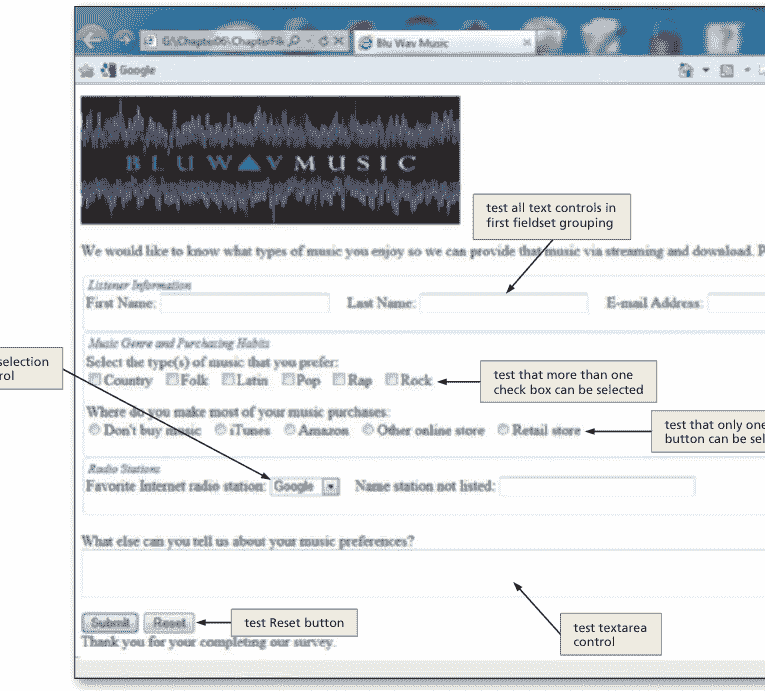 G:\Chapter06\ChapterFil
Blu Wav Music
Google
BLUWAVMUSIC
test all text controls in
first fieldset grouping
We would like to know what types of music you enjoy so we can provide that music via streaming and download. P
Listener Information
First Name: Last Name: E-mail Address:
selection
rol
Music Genre and Purchasing Habits
Select the type(s) of music that you prefer:
Country Folk Latin Pop Rap Rock
test that more than one
check box can be selected
Where do you make most of your music purchases:
Don't buy music iTunes Amazon Other online store Retail store
test that only one
button can be sel
Radio Stations
Favorite Internet radio station: Google Name station not listed:
What else can you tell us about your music preferences?
Submit Reset
test Reset button
test textarea
control
Thank you for your completing our survey.